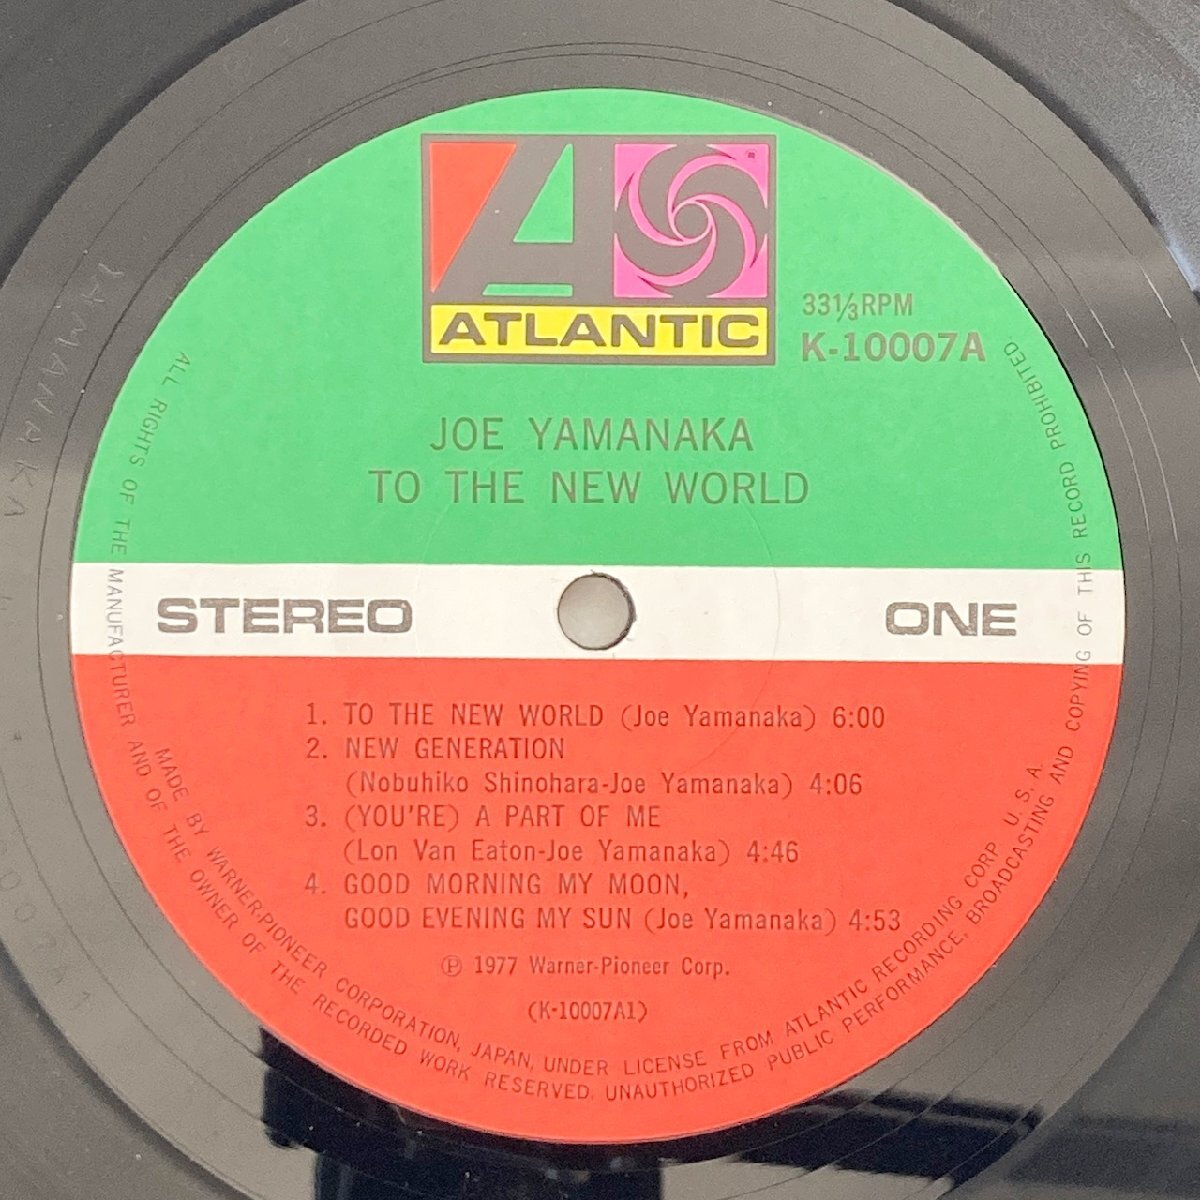 ATLANTIC
33⅓RPM
K-10007A
JOE YAMANAKA
TO THE NEW WORLD
STEREO
ONE
1. TO THE NEW WORLD (Joe Yamanaka) 6:00
2. NEW GENERATION
(Nobuhiko Shinohara-Joe Yamanaka) 4:06
3. (YOU'RE) A PART OF ME
(Lon Van Eaton-Joe Yamanaka) 4:46
4. GOOD MORNING MY MOON,
GOOD EVENING MY SUN (Joe Yamanaka) 4:53
Ⓟ 1977 Warner-Pioneer Corp.
(K-10007A1)
MADE BY WARNER-PIONEER CORPORATION, JAPAN, UNDER LICENSE FROM ATLANTIC RECORDING CORP. U. S. A.
ALL RIGHTS OF THE MANUFACTURER AND OF THE OWNER OF THE RECORDED WORK RESERVED. UNAUTHORIZED PUBLIC PERFORMANCE, BROADCASTING AND COPYING OF THIS RECORD PROHIBITED